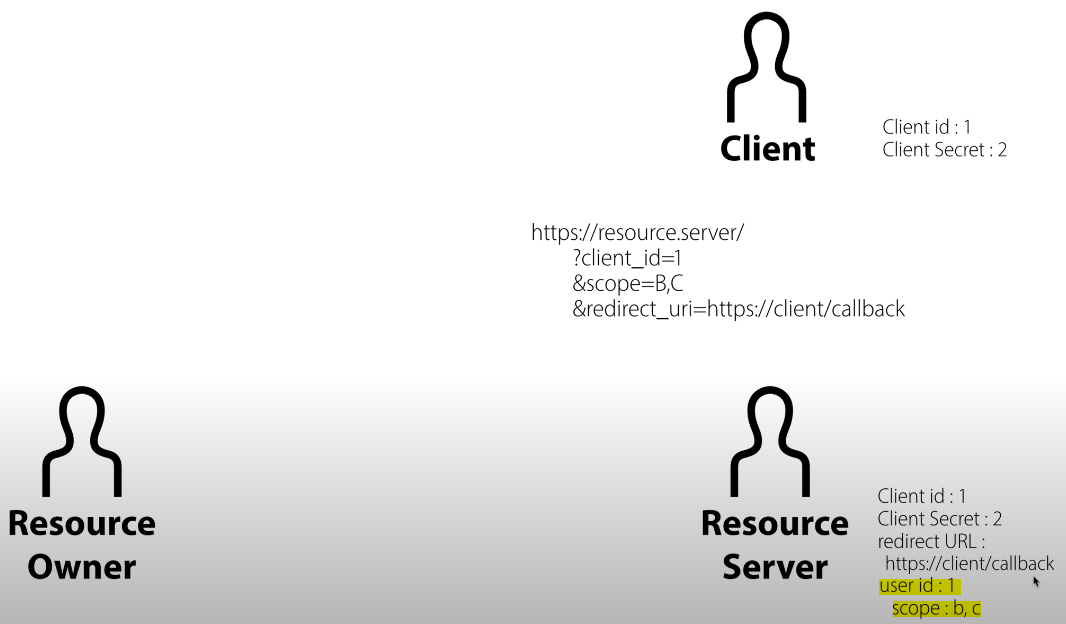 Client
Client id : 1
Client Secret : 2
https://resource.server/
?client_id=1
&scope=B,C
&redirect_uri=https://client/callback
Resource
Owner
Resource
Server
Client id : 1
Client Secret : 2
redirect URL :
https://client/callback
user id : 1
scope : b, c